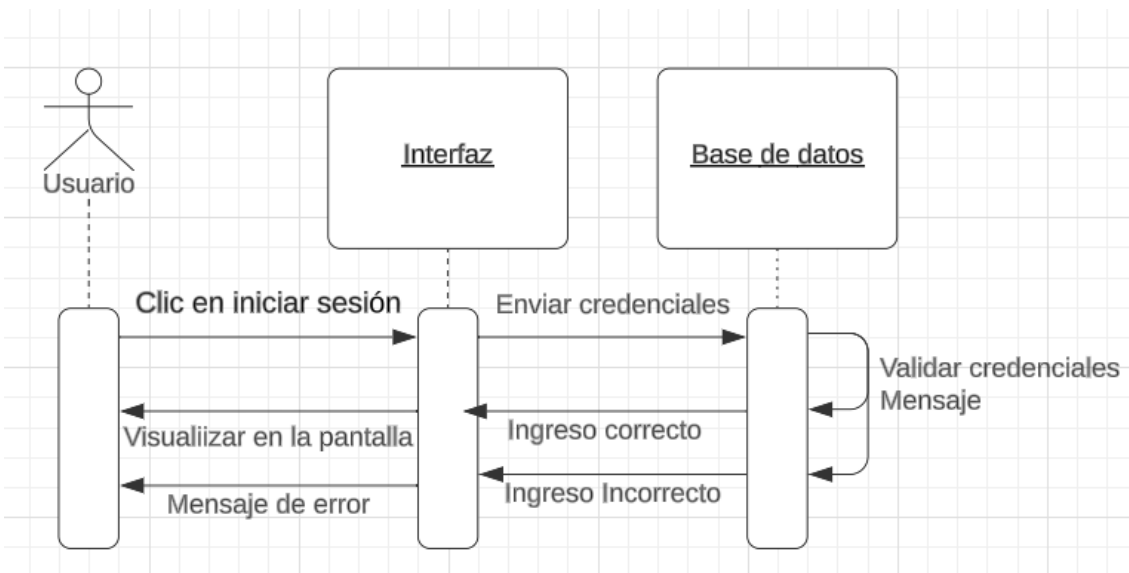 Interfaz
Base de datos
Usuario
Clic en iniciar sesión
Enviar credenciales
Validar credenciales
Mensaje
Visualiizar en la pantalla
Ingreso correcto
Mensaje de error
Ingreso Incorrecto